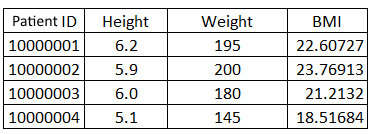 Patient ID Height Weight BMI
10000001 6.2 195 22.60727
10000002 5.9 200 23.76913
10000003 6.0 180 21.2132
10000004 5.1 145 18.51684